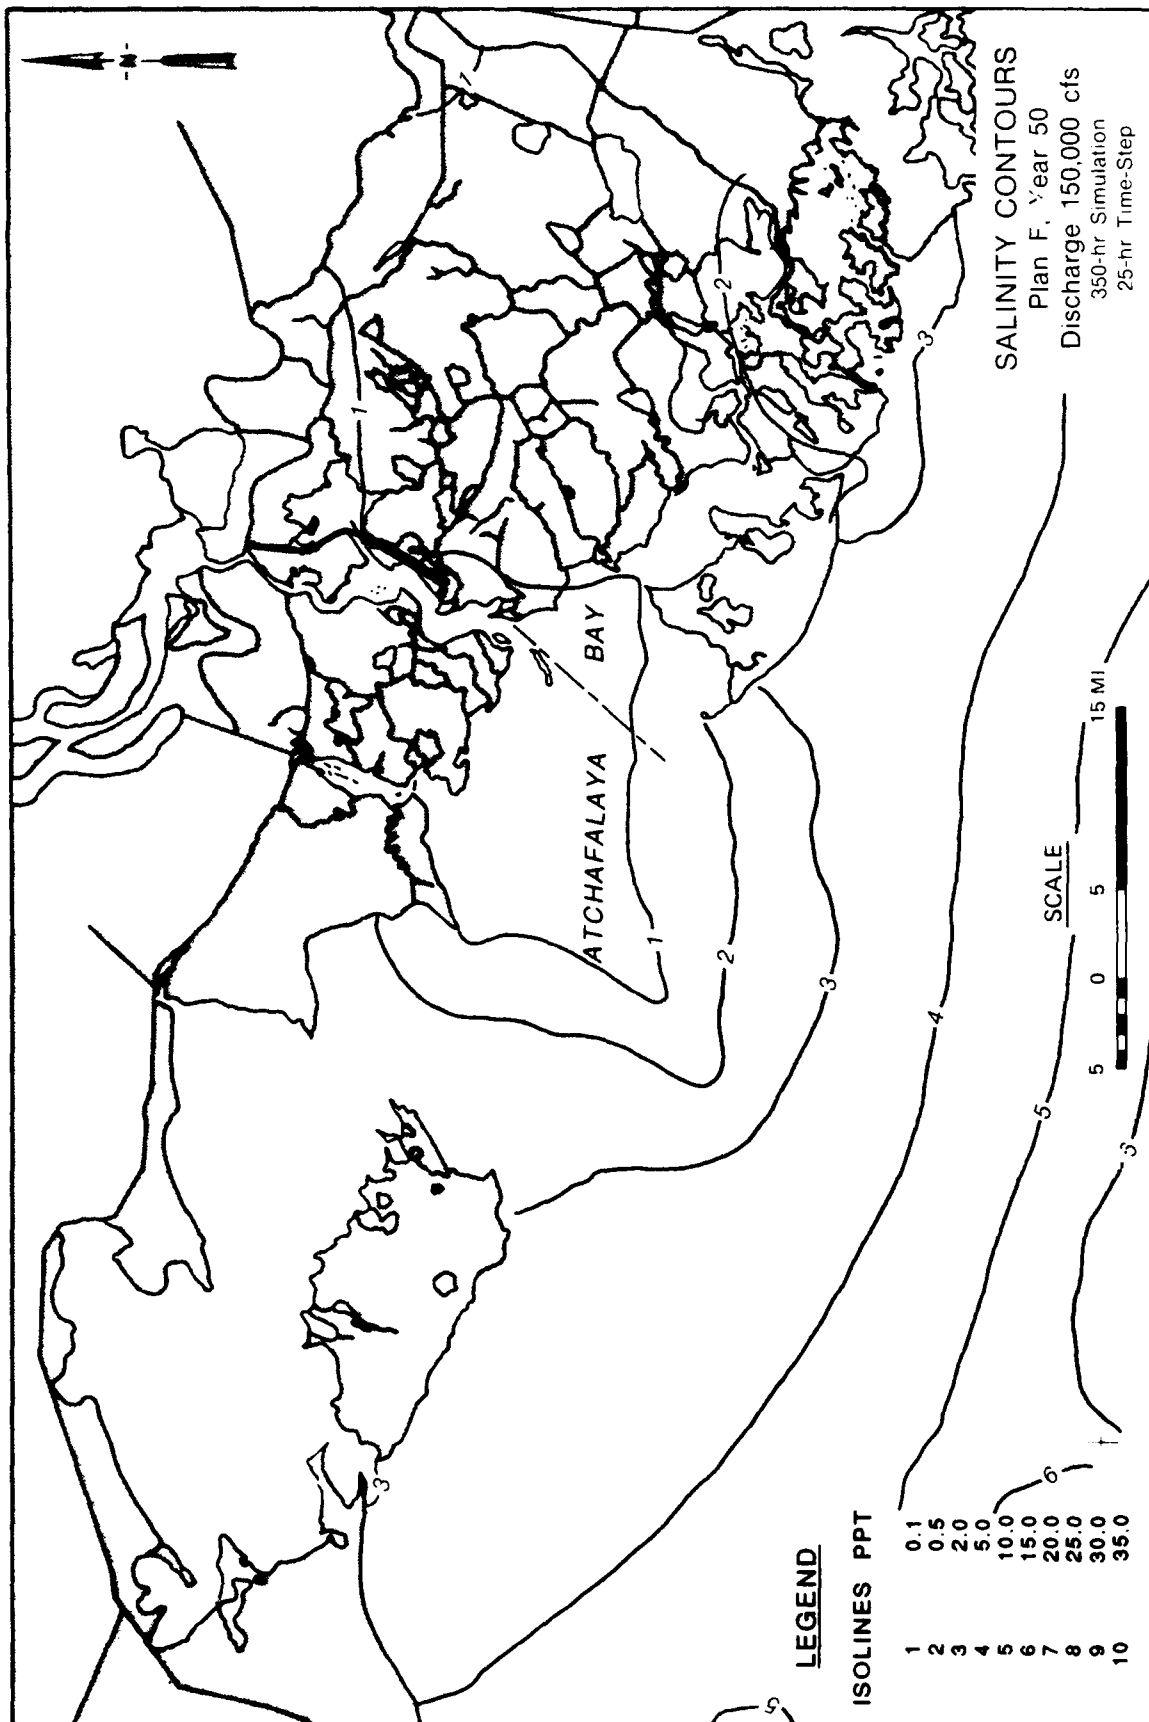 N
1
1
2
3
ATCHAFALAYA BAY
1
2
3
3
4
5
6
6
5
SALINITY CONTOURS
Plan F, Year 50
Discharge 150,000 cfs
350-hr Simulation
25-hr Time-Step
SCALE
5 0 5 15 MI
LEGEND
ISOLINES PPT
1 0.1
2 0.5
3 2.0
4 5.0
5 10.0
6 15.0
7 20.0
8 25.0
9 30.0
10 35.0